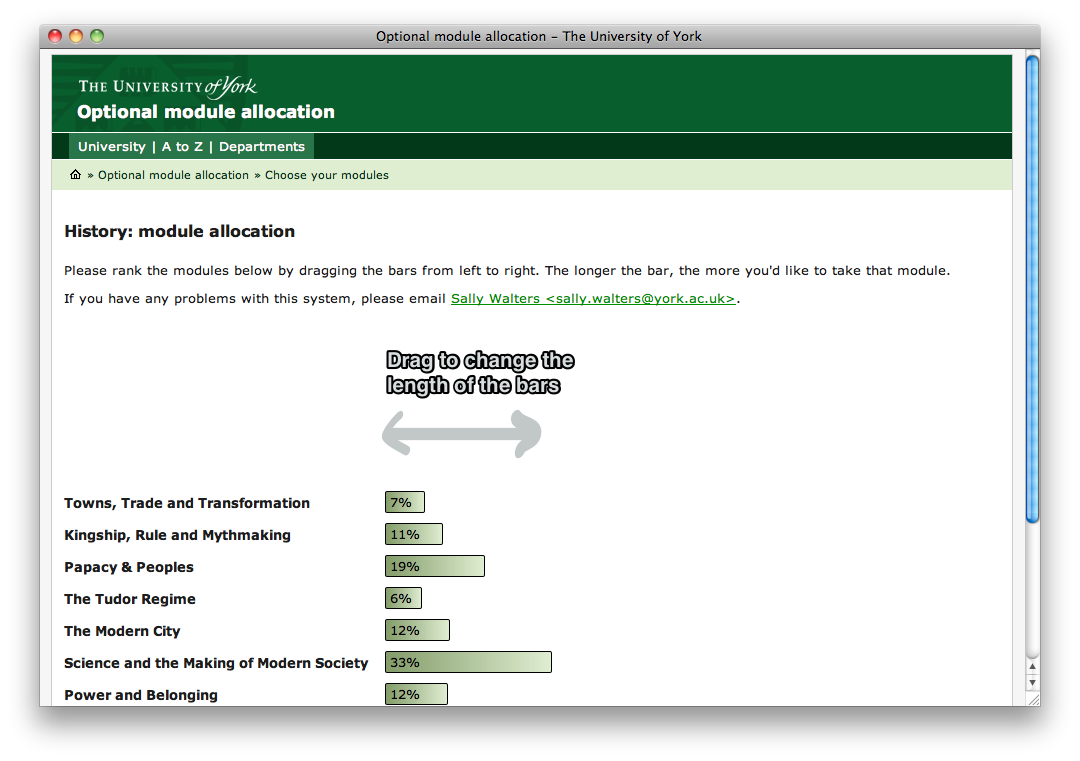 Optional module allocation – The University of York
THE UNIVERSITY of York
Optional module allocation
University | A to Z | Departments
» Optional module allocation » Choose your modules
History: module allocation
Please rank the modules below by dragging the bars from left to right. The longer the bar, the more you'd like to take that module.
If you have any problems with this system, please email Sally Walters <sally.walters@york.ac.uk>.
Drag to change the
length of the bars
Towns, Trade and Transformation 7%
Kingship, Rule and Mythmaking 11%
Papacy & Peoples 19%
The Tudor Regime 6%
The Modern City 12%
Science and the Making of Modern Society 33%
Power and Belonging 12%